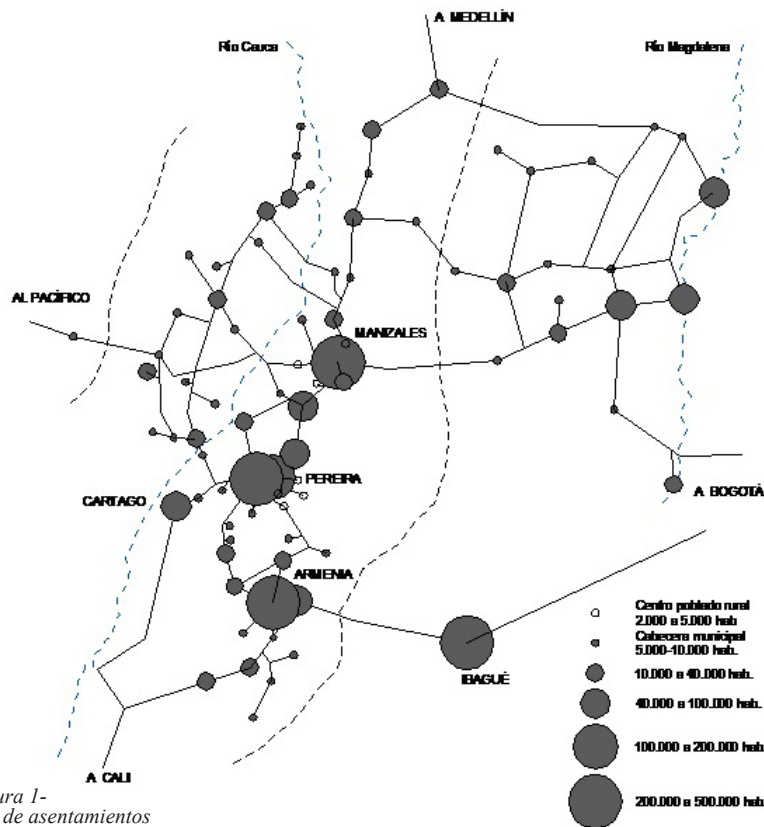 A MEDELLÍN
Río Cauca
Río Magdalena
AL PACÍFICO
MANIZALES
PEREIRA
CARTAGO
A BOGOTÁ
ARMENIA
IBAGUÉ
A CALI
Centro poblado rural
2.000 a 5.000 hab.
Cabecera municipal
5.000-10.000 hab.
10.000 a 40.000 hab.
40.000 a 100.000 hab.
100.000 a 200.000 hab
200.000 a 500.000 hab.
ura 1-
de asentamientos